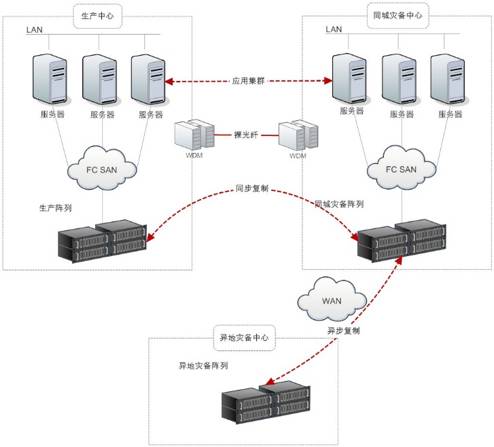 生产中心
同城灾备中心
LAN
LAN
应用集群
服务器
服务器
服务器
服务器
服务器
服务器
裸光纤
WDM
WDM
FC SAN
FC SAN
同步复制
生产阵列
同城灾备阵列
WAN
异步复制
异地灾备中心
异地灾备阵列